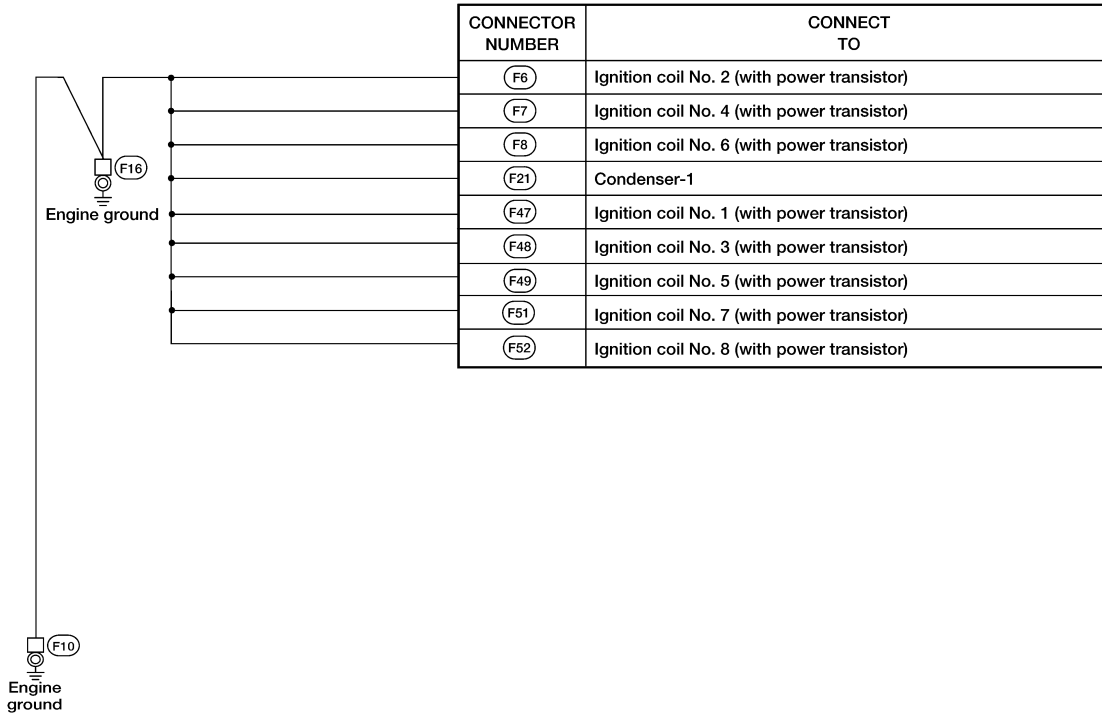 CONNECTOR
NUMBER
CONNECT
TO
F6 Ignition coil No. 2 (with power transistor)
F7 Ignition coil No. 4 (with power transistor)
F8 Ignition coil No. 6 (with power transistor)
F21 Condenser-1
F47 Ignition coil No. 1 (with power transistor)
F48 Ignition coil No. 3 (with power transistor)
F49 Ignition coil No. 5 (with power transistor)
F51 Ignition coil No. 7 (with power transistor)
F52 Ignition coil No. 8 (with power transistor)
F16
Engine ground
F10
Engine
ground